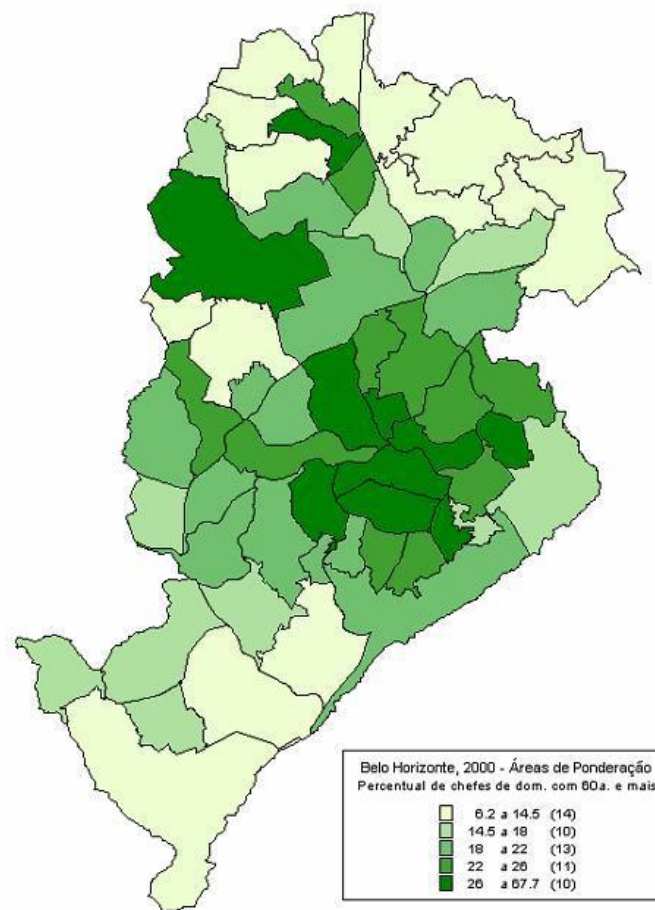 Belo Horizonte, 2000 - Áreas de Ponderação
Percentual de chefes de dom. com 60a. e mais
6.2 a 14.5 (14)
14.5 a 18 (10)
18 a 22 (13)
22 a 26 (11)
26 a 67.7 (10)